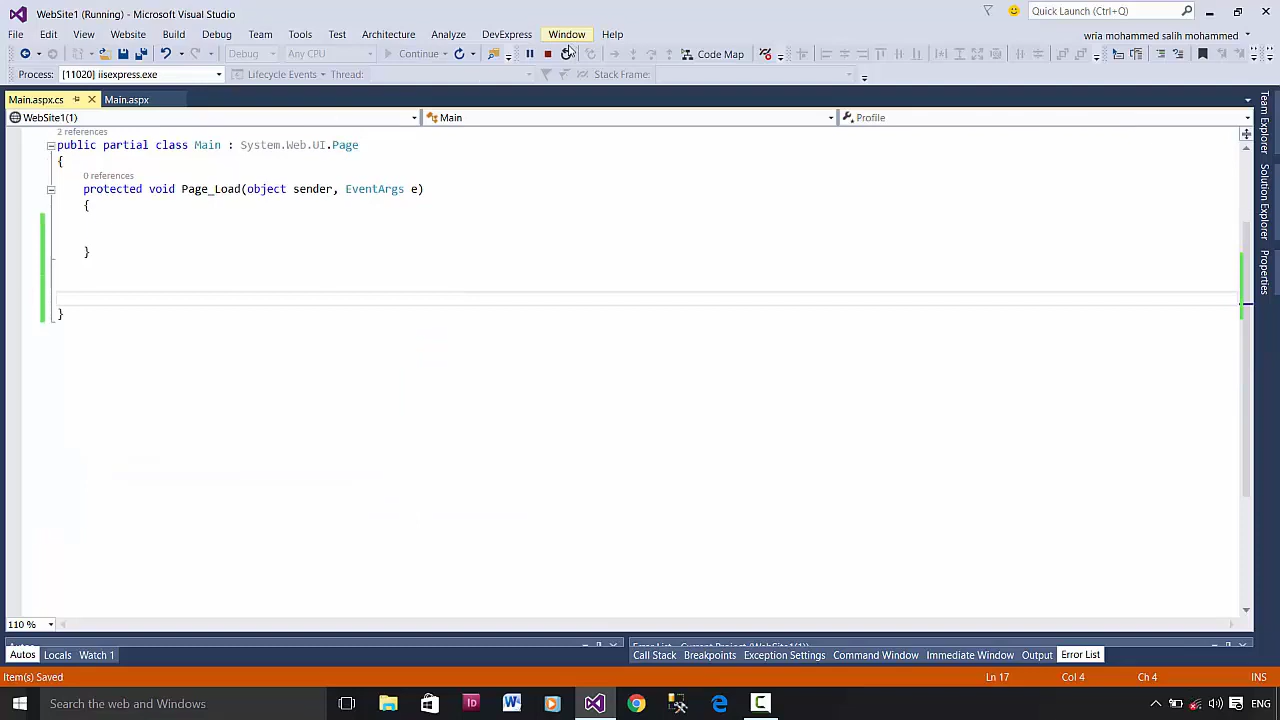 WebSite1 (Running) - Microsoft Visual Studio
Quick Launch (Ctrl+Q)
File Edit View Website Build Debug Team Tools Test Architecture Analyze DevExpress Window Help
wria mohammed salih mohammed
Debug Any CPU Continue Code Map
Process: [11020] iisexpress.exe Lifecycle Events Thread: Stack Frame:
Main.aspx.cs Main.aspx
WebSite1(1) Main Profile
2 references
public partial class Main : System.Web.UI.Page
{
0 references
protected void Page_Load(object sender, EventArgs e)
{
}
}
Team Explorer
Solution Explorer
Properties
110 %
Autos Locals Watch 1
Call Stack Breakpoints Exception Settings Command Window Immediate Window Output Error List
Item(s) Saved Ln 17 Col 4 Ch 4 INS
Search the web and Windows